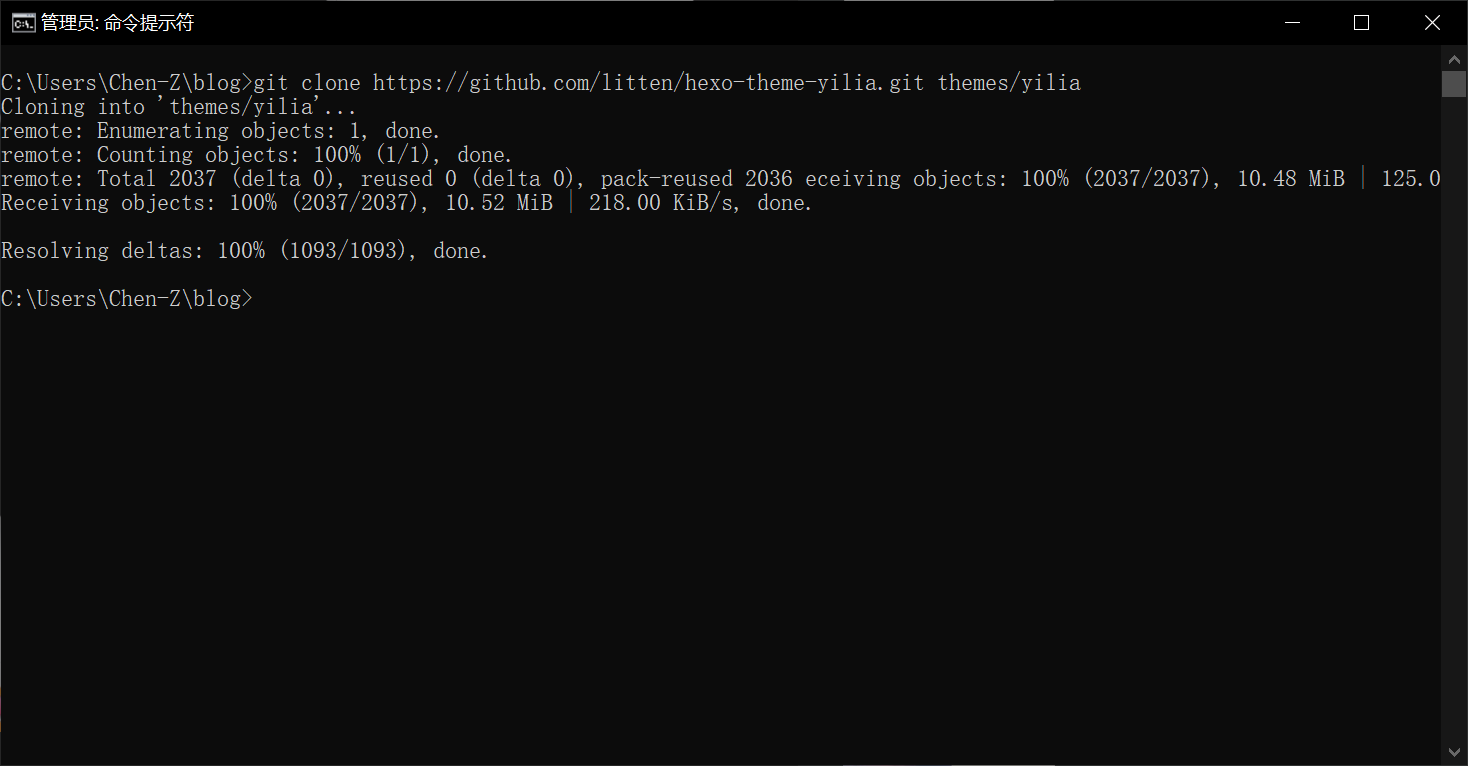 管理员: 命令提示符
C:\Users\Chen-Z\blog>git clone https://github.com/litten/hexo-theme-yilia.git themes/yilia
Cloning into 'themes/yilia'...
remote: Enumerating objects: 1, done.
remote: Counting objects: 100% (1/1), done.
remote: Total 2037 (delta 0), reused 0 (delta 0), pack-reused 2036 eceiving objects: 100% (2037/2037), 10.48 MiB | 125.0
Receiving objects: 100% (2037/2037), 10.52 MiB | 218.00 KiB/s, done.
Resolving deltas: 100% (1093/1093), done.
C:\Users\Chen-Z\blog>